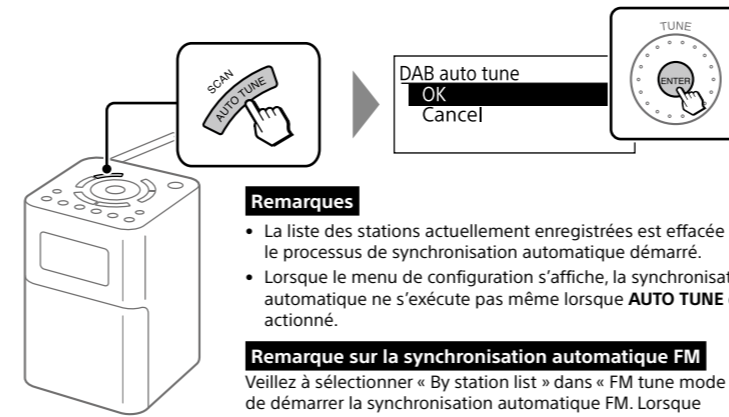 TUNE
SCAN
AUTO TUNE
DAB auto tune
OK
Cancel
ENTER
Remarques
• La liste des stations actuellement enregistrées est effacée
le processus de synchronisation automatique démarré.
• Lorsque le menu de configuration s’affiche, la
automatique ne s’exécute pas même lorsque AUTO TUNE
actionné.
Remarque sur la synchronisation automatique FM
Veillez à sélectionner « By station list » dans « FM tune mode
de démarrer la synchronisation automatique FM. Lorsque